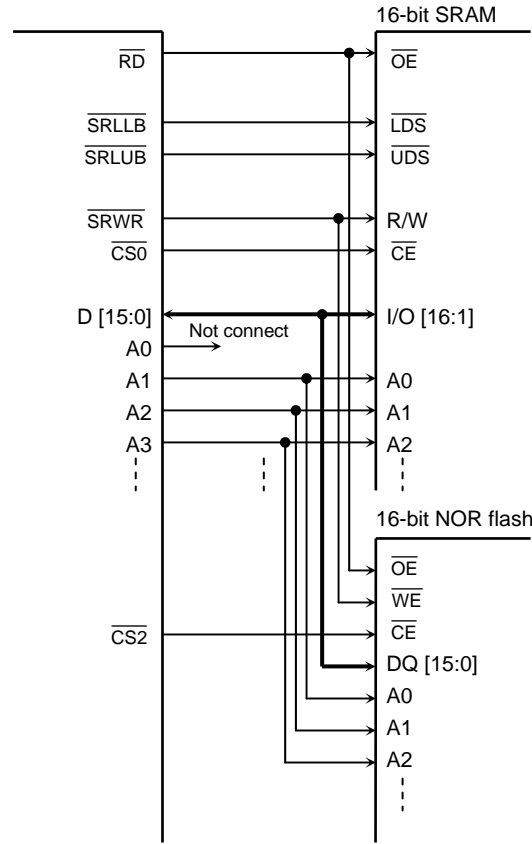 16-bit SRAM
RD OE
SRLLB LDS
SRLUB UDS
SRWR R/W
CS0 CE
D [15:0] I/O [16:1]
Not connect
A0
A1 A0
A2 A1
A3 A2
16-bit NOR flash
OE
WE
CS2 CE
DQ [15:0]
A0
A1
A2